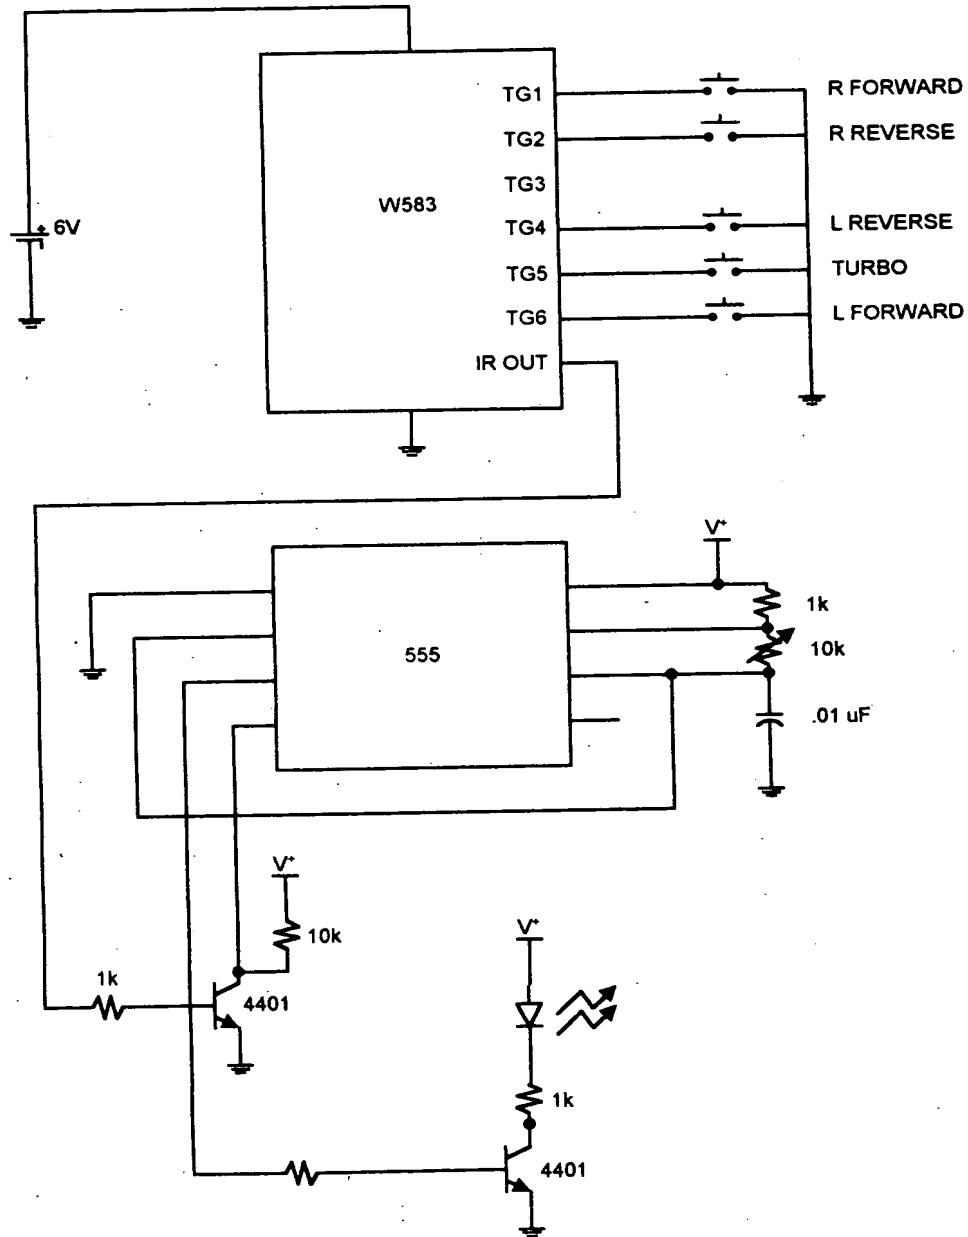 TG1
R FORWARD
TG2
R REVERSE
TG3
W583
TG4
L REVERSE
6V
TG5
TURBO
TG6
L FORWARD
IR OUT
V+
1k
555
10k
.01 uF
V+
10k
V+
1k
4401
1k
4401